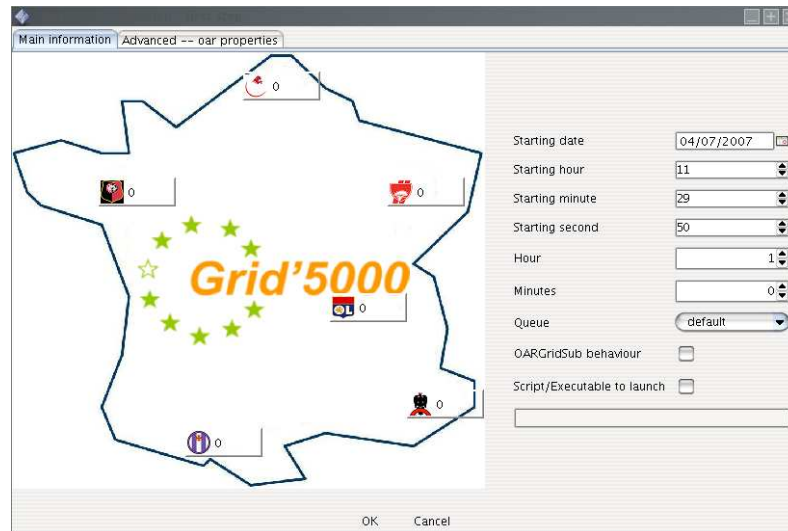 Main information Advanced -- oar properties
0
0
0
Grid'5000
OL 0
0
0
Starting date 04/07/2007
Starting hour 11
Starting minute 29
Starting second 50
Hour 1
Minutes 0
Queue default
OARGridSub behaviour
Script/Executable to launch
OK Cancel